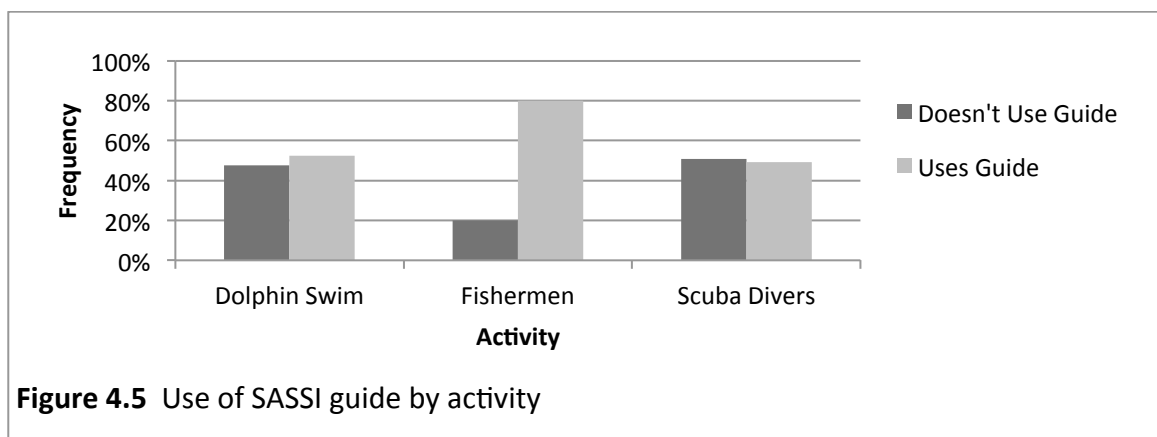 100%
80%
60%
40%
20%
0%
Frequency
Dolphin Swim Fishermen Scuba Divers
Activity
Doesn't Use Guide
Uses Guide
Figure 4.5 Use of SASSI guide by activity